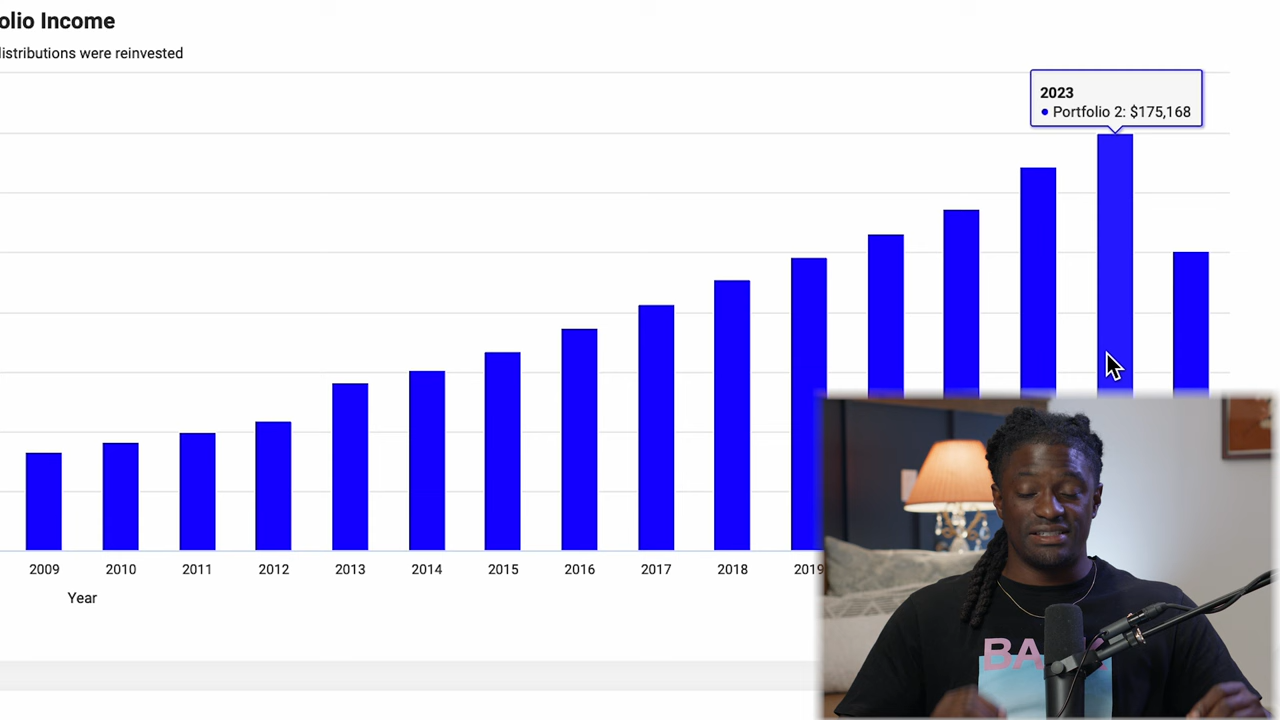 olio Income
distributions were reinvested
2023
Portfolio 2: $175,168
2009 2010 2011 2012 2013 2014 2015 2016 2017 2018 2019
Year